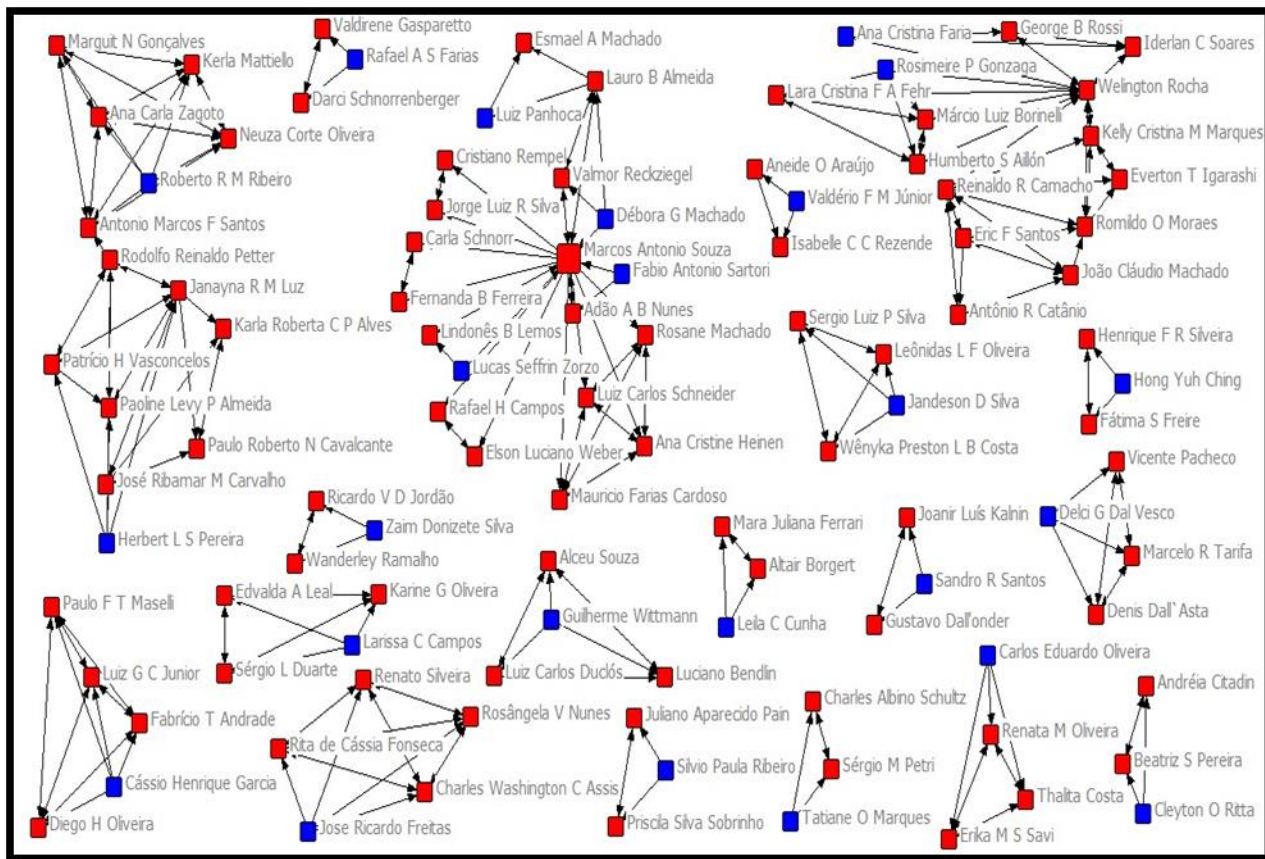 Marquit N Gonçalves
Kerla Mattiello
Ana Carla Zagoto
Neuza Corte Oliveira
Roberto R M Ribeiro
Antonio Marcos F Santos
Rodolfo Reinaldo Petter
Janayna R M Luz
Karla Roberta C P Alves
Patrício H Vasconcelos
Paoline Levy P Almeida
Paulo Roberto N Cavalcante
José Ribamar M Carvalho
Herbert L S Pereira
Valdirene Gasparetto
Rafael A S Farias
Darci Schnorrenberger
Esmael A Machado
Lauro B Almeida
Luiz Panhoca
Cristiano Rempel
Valmor Reckziegel
Jorge Luiz R Silva
Débora G Machado
Carla Schnorr
Marcos Antonio Souza
Fabio Antonio Sartori
Fernanda B Ferreira
Adão A B Nunes
Lindonês B Lemos
Rosane Machado
Lucas Seffrin Zorzo
Luiz Carlos Schneider
Rafael H Campos
Ana Cristine Heinen
Elson Luciano Weber
Mauricio Farias Cardoso
Ana Cristina Faria
George B Rossi
Iderlan C Soares
Rosimeire P Gonzaga
Welington Rocha
Lara Cristina F A Fehr
Márcio Luiz Borinelli
Kelly Cristina M Marques
Humberto S Aillón
Everton T Igarashi
Reinaldo R Camacho
Romildo O Moraes
Eric F Santos
João Cláudio Machado
Antônio R Catânio
Aneide O Araújo
Valdério F M Júnior
Isabelle C C Rezende
Sergio Luiz P Silva
Leônidas L F Oliveira
Jandeson D Silva
Wênyka Preston L B Costa
Henrique F R Silveira
Hong Yuh Ching
Fátima S Freire
Ricardo V D Jordão
Zaim Donizete Silva
Wanderley Ramalho
Mara Juliana Ferrari
Altair Borgert
Leila C Cunha
Joanir Luís Kalnin
Sandro R Santos
Gustavo Dall'onder
Vicente Pacheco
Delci G Dal Vesco
Marcelo R Tarifa
Denis Dall`Asta
Paulo F T Maselli
Luiz G C Junior
Fabrício T Andrade
Cássio Henrique Garcia
Diego H Oliveira
Edvalda A Leal
Karine G Oliveira
Larissa C Campos
Sérgio L Duarte
Alceu Souza
Guilherme Wittmann
Luiz Carlos Duclós
Luciano Bendlin
Renato Silveira
Rosângela V Nunes
Rita de Cássia Fonseca
Charles Washington C Assis
Jose Ricardo Freitas
Juliano Aparecido Pain
Silvio Paula Ribeiro
Priscila Silva Sobrinho
Charles Albino Schultz
Sérgio M Petri
Tatiane O Marques
Carlos Eduardo Oliveira
Renata M Oliveira
Thalita Costa
Erika M S Savi
Andréia Citadin
Beatriz S Pereira
Cleyton O Ritta